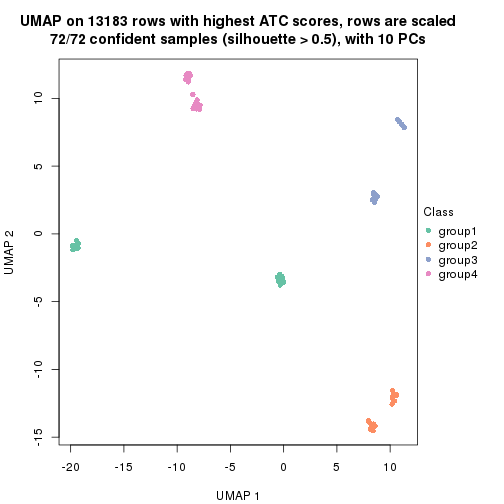 UMAP on 13183 rows with highest ATC scores, rows are scaled
72/72 confident samples (silhouette > 0.5), with 10 PCs
10
5
0
-5
-10
-15
UMAP 2
-20
-15
-10
-5
0
5
10
UMAP 1
Class
group1
group2
group3
group4